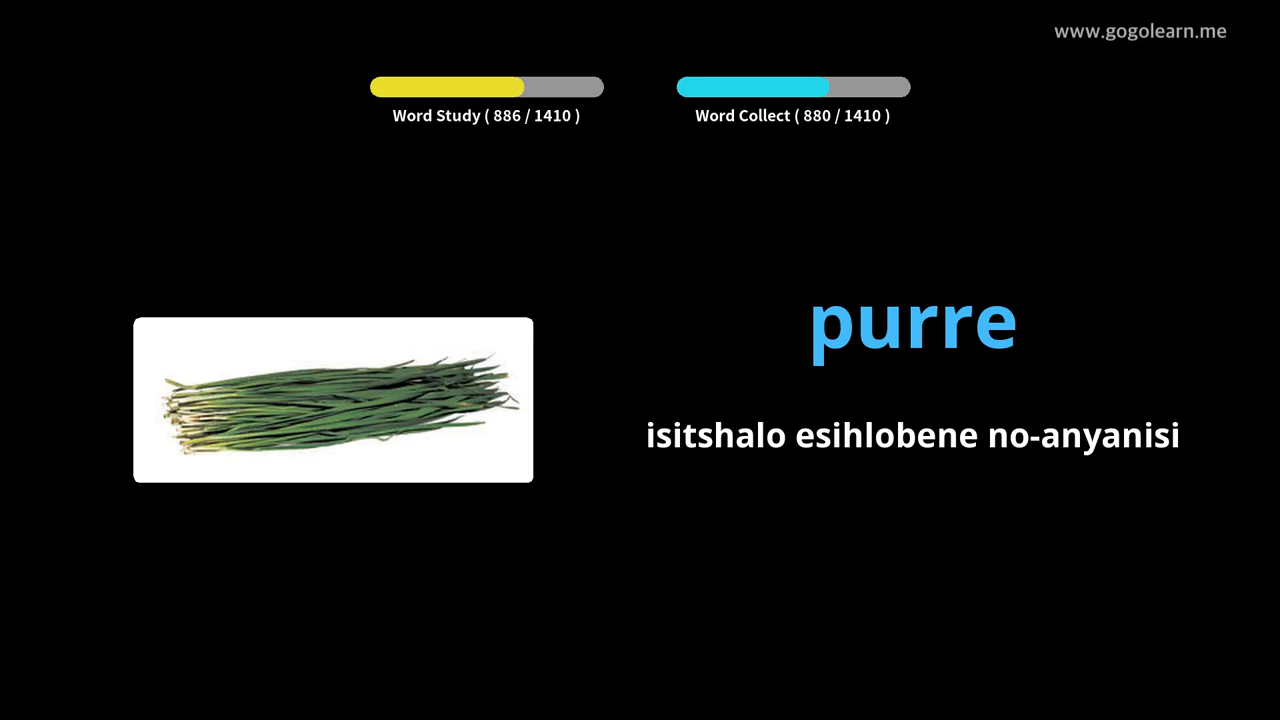 www.gogolearn.me
Word Study ( 886 / 1410 )
Word Collect ( 880 / 1410 )
purre
isitshalo esihlobene no-anyanisi